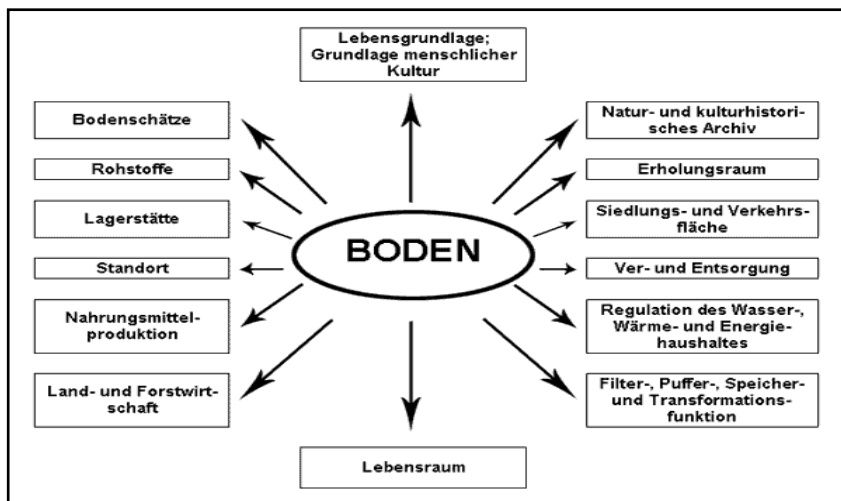 Lebensgrundlage;
Grundlage menschlicher
Kultur
Bodenschätze
Rohstoffe
Lagerstätte
Standort
Nahrungsmittel-
produktion
Land- und Forstwirt-
schaft
BODEN
Natur- und kulturhistori-
sches Archiv
Erholungsraum
Siedlungs- und Verkehrs-
fläche
Ver- und Entsorgung
Regulation des Wasser-,
Wärme- und Energie-
haushaltes
Filter-, Puffer-, Speicher-
und Transformations-
funktion
Lebensraum